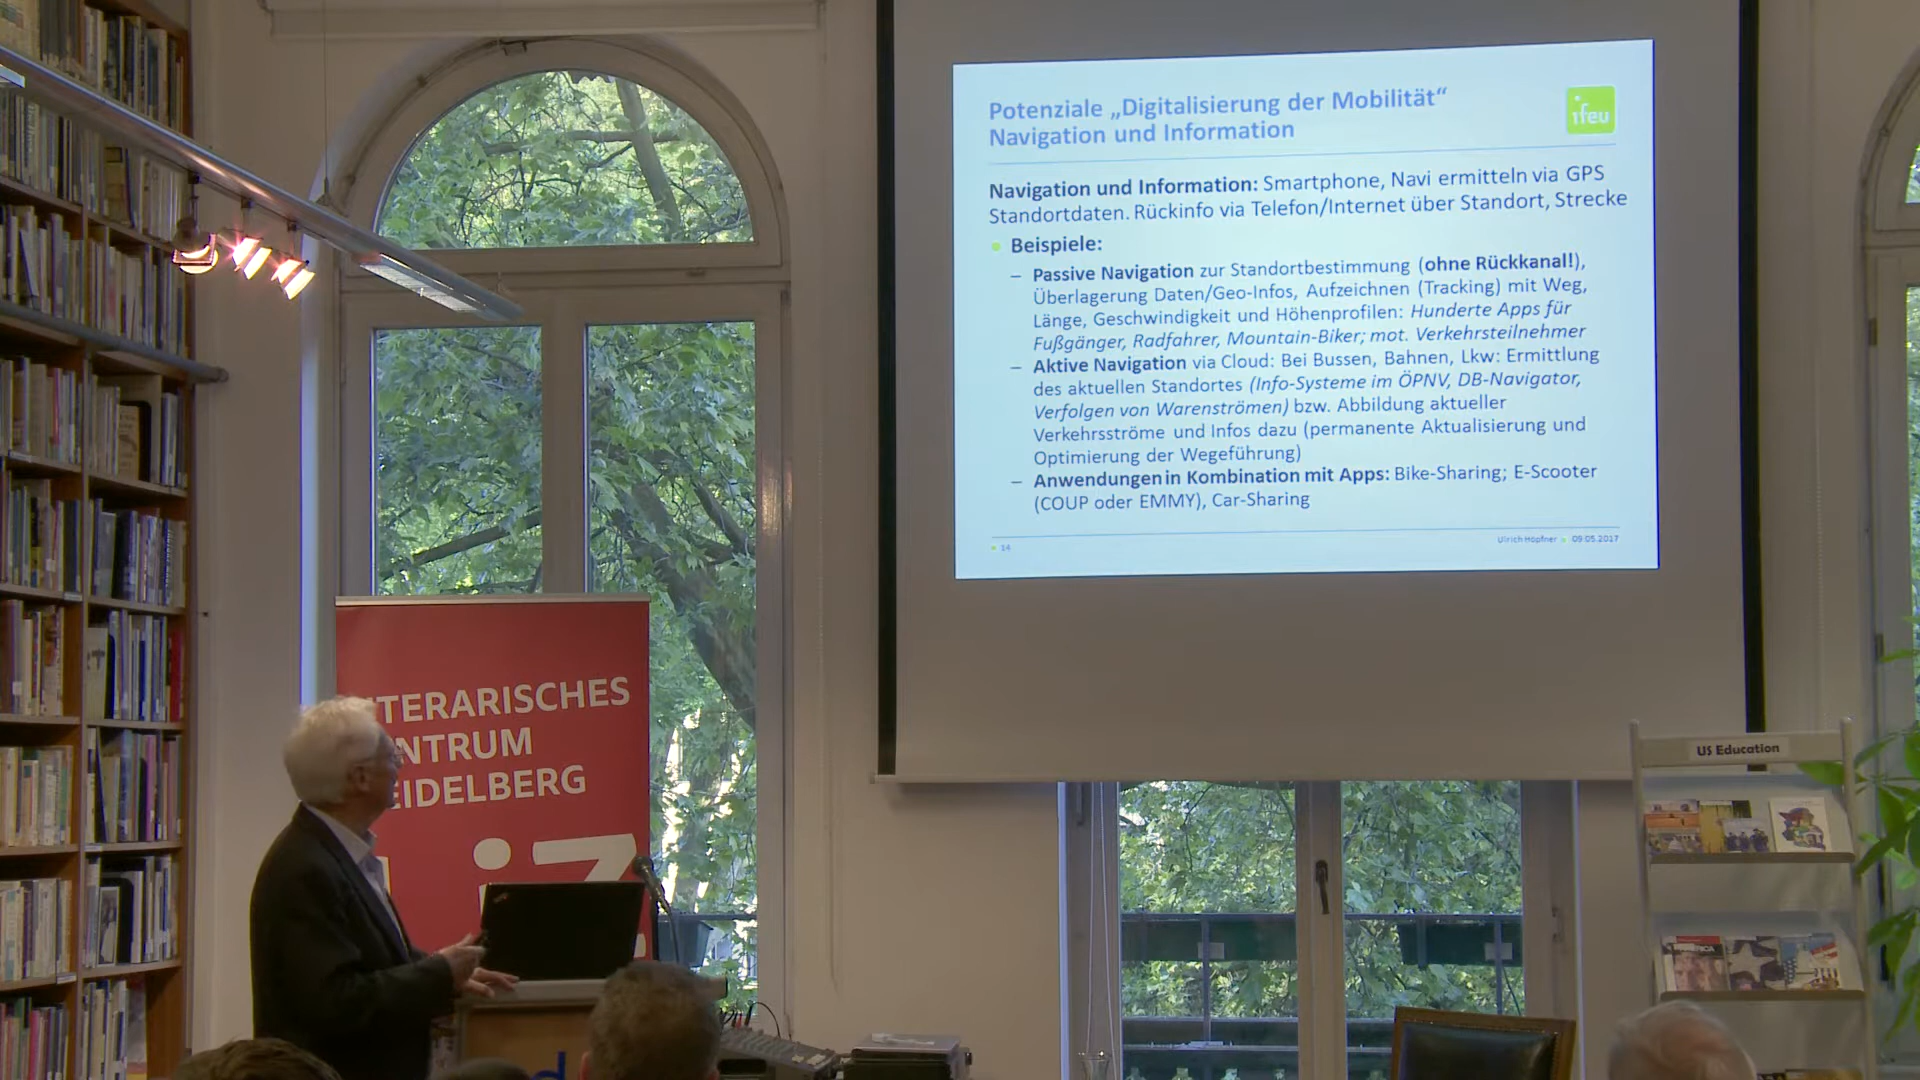 Potenziale „Digitalisierung der Mobilität“
Navigation und Information
ifeu
Navigation und Information: Smartphone, Navi ermitteln via GPS
Standortdaten. Rückinfo via Telefon/Internet über Standort, Strecke
Beispiele:
– Passive Navigation zur Standortbestimmung (ohne Rückkanal!),
Überlagerung Daten/Geo-Infos, Aufzeichnen (Tracking) mit Weg,
Länge, Geschwindigkeit und Höhenprofilen: Hunderte Apps für
Fußgänger, Radfahrer, Mountain-Biker; mot. Verkehrsteilnehmer
– Aktive Navigation via Cloud: Bei Bussen, Bahnen, Lkw: Ermittlung
des aktuellen Standortes (Info-Systeme im ÖPNV, DB-Navigator,
Verfolgen von Warenströmen) bzw. Abbildung aktueller
Verkehrsströme und Infos dazu (permanente Aktualisierung und
Optimierung der Wegeführung)
– Anwendungen in Kombination mit Apps: Bike-Sharing; E-Scooter
(COUP oder EMMY), Car-Sharing
14
Ulrich Höpfner 09.05.2017
TERARISCHES
NTRUM
EIDELBERG
iz
US Education